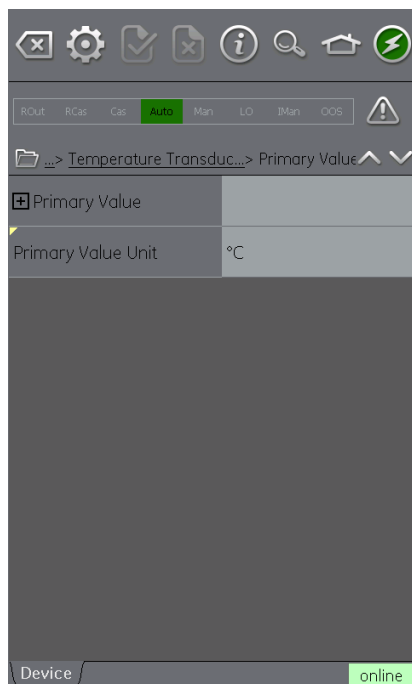 ROut RCas Cas Auto Man LO IMan OOS
...> Temperature Transduc...> Primary Value
Primary Value
Primary Value Unit °C
Device online